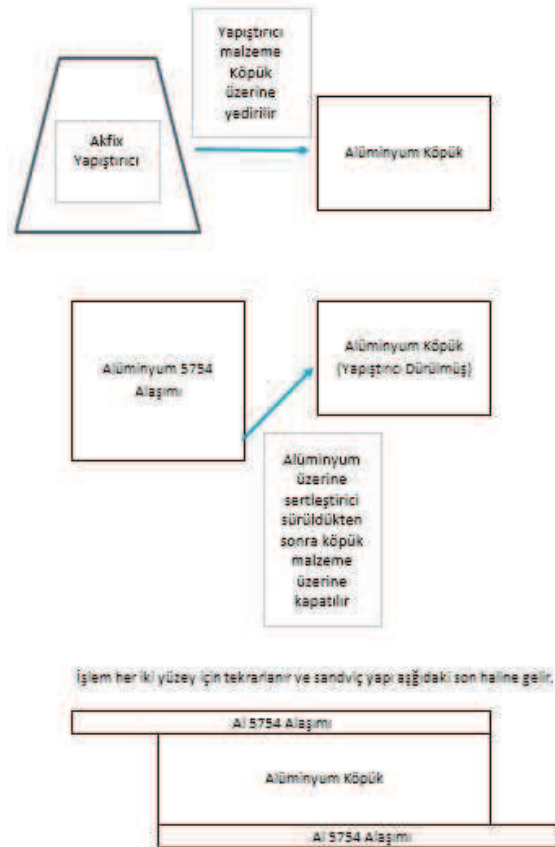 Yapıştırıcı
malzeme
Köpük
üzerine
yedirilir
Akfix
Yapıştırıcı
Alüminyum Köpük
Alüminyum 5754
Alaşımı
Alüminyum Köpük
(Yapıştırıcı Dürülmüş)
Alüminyum
üzerine
sertleştirici
sürüldükten
sonra köpük
malzeme
üzerine
kapatılır
İşlem her iki yüzey için tekrarlanır ve sandviç yapı aşğıdaki son haline gelir.
Al 5754 Alaşımı
Alüminyum Köpük
Al 5754 Alaşımı